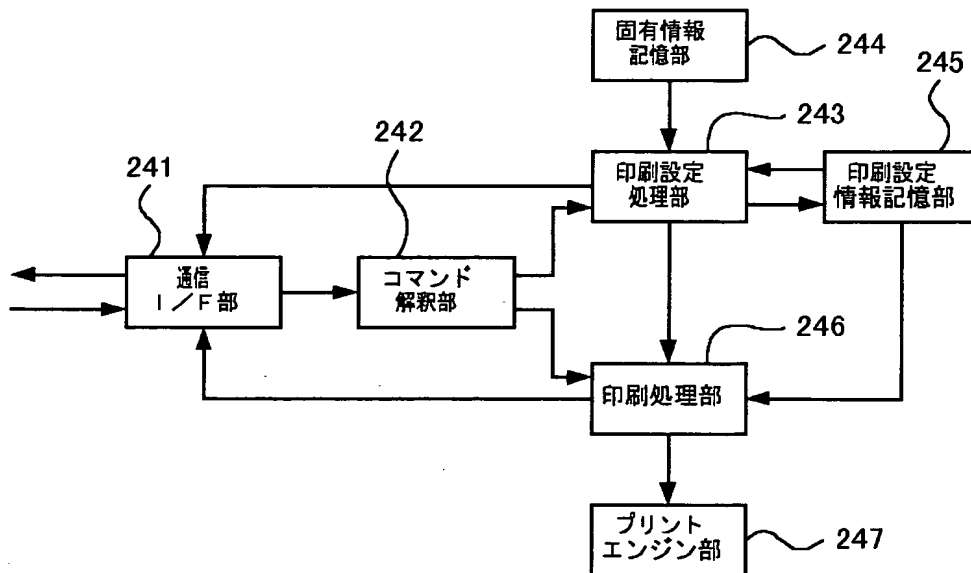 固有情報
記憶部
244
245
243
印刷設定
処理部
印刷設定
情報記憶部
242
241
通信
I/F部
コマンド
解釈部
246
印刷処理部
プリント
エンジン部
247